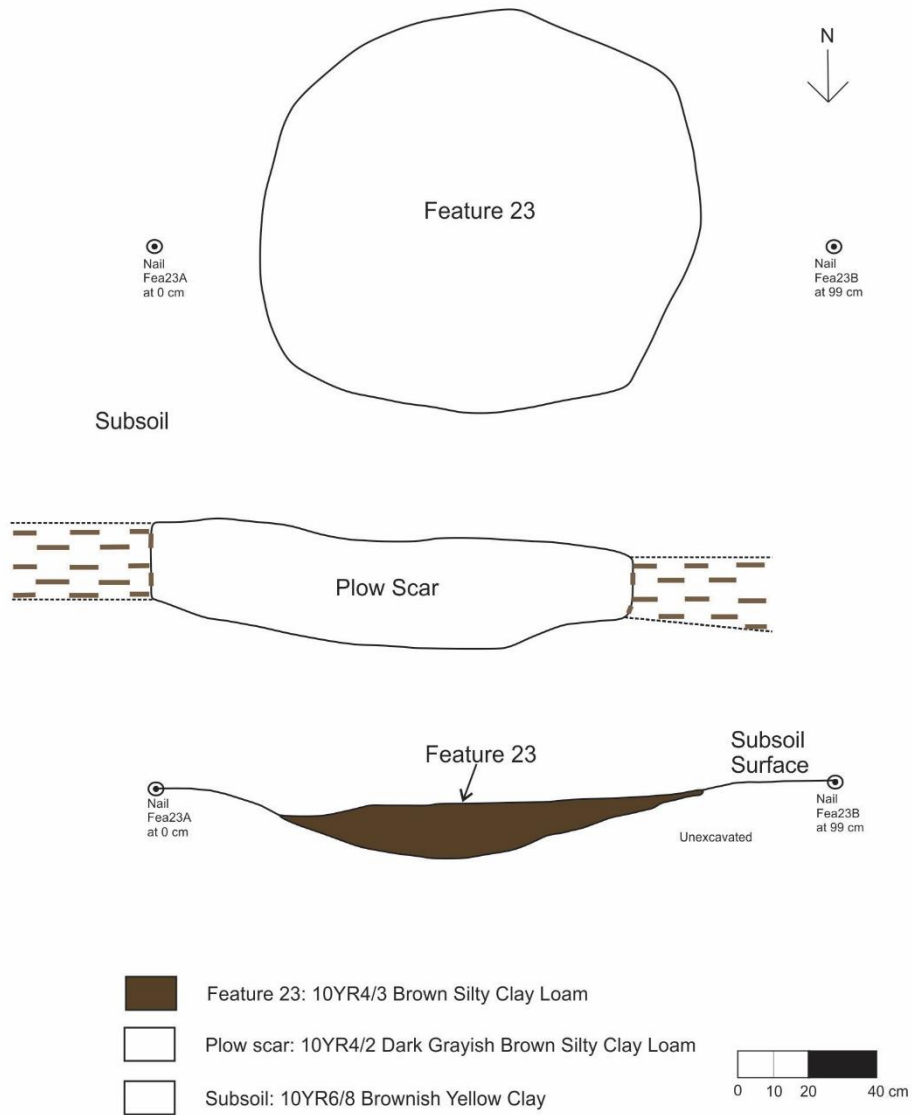 N
Feature 23
Nail
Fea23A
at 0 cm
Nail
Fea23B
at 99 cm
Subsoil
Plow Scar
Feature 23
Subsoil
Surface
Nail
Fea23A
at 0 cm
Nail
Fea23B
at 99 cm
Unexcavated
Feature 23: 10YR4/3 Brown Silty Clay Loam
Plow scar: 10YR4/2 Dark Grayish Brown Silty Clay Loam
Subsoil: 10YR6/8 Brownish Yellow Clay
0 10 20 40 cm